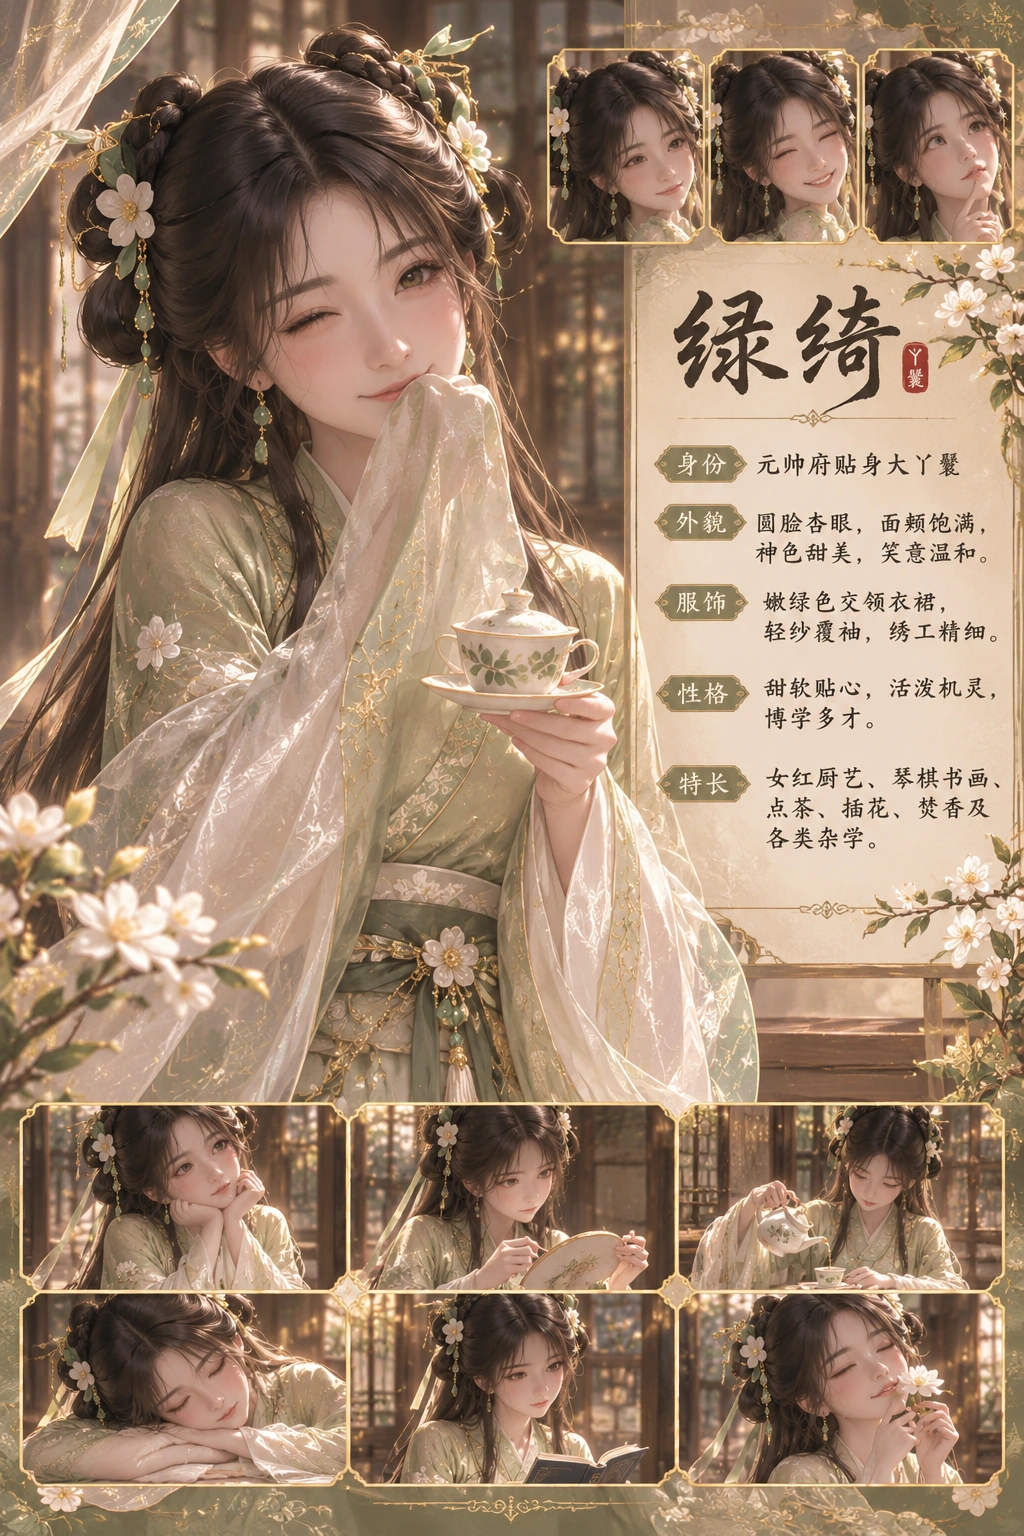 绿绮
丫鬟
身份
元帅府贴身大丫鬟
外貌
圆脸杏眼，面颊饱满，
神色甜美，笑意温和。
服饰
嫩绿色交领衣裙，
轻纱覆袖，绣工精细。
性格
甜软贴心，活泼机灵，
博学多才。
特长
女红厨艺、琴棋书画、
点茶、插花、焚香及
各类杂学。